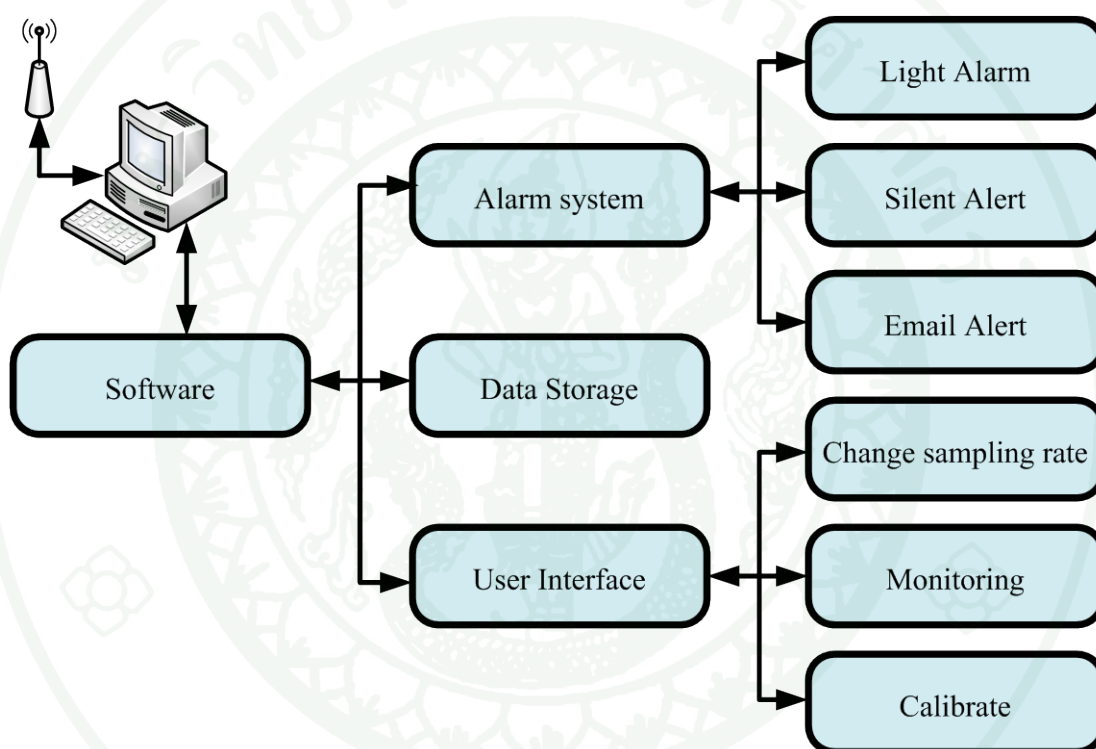 Light Alarm
Alarm system
Silent Alert
Email Alert
Software
Data Storage
Change sampling rate
User Interface
Monitoring
Calibrate